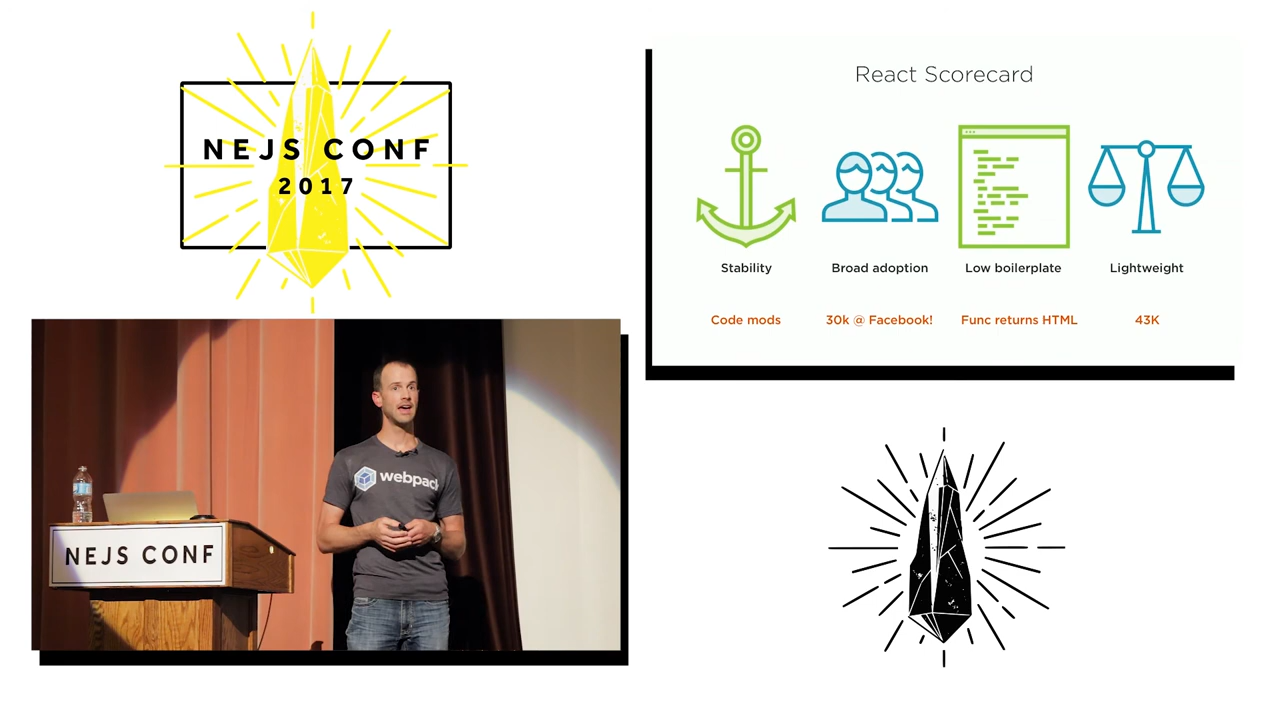 NEJS CONF
2017
React Scorecard
Stability
Broad adoption
Low boilerplate
Lightweight
Code mods
30k @ Facebook!
Func returns HTML
43K
webpack
NEJS CONF